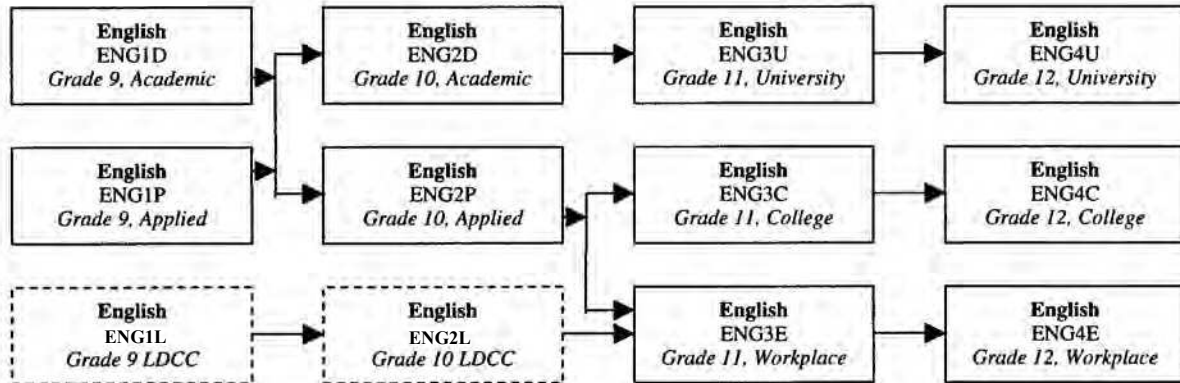 English
ENG1D
Grade 9, Academic
English
ENG2D
Grade 10, Academic
English
ENG3U
Grade 11, University
English
ENG4U
Grade 12, University
English
ENG1P
Grade 9, Applied
English
ENG2P
Grade 10, Applied
English
ENG3C
Grade 11, College
English
ENG4C
Grade 12, College
English
ENG1L
Grade 9 LDCC
English
ENG2L
Grade 10 LDCC
English
ENG3E
Grade 11, Workplace
English
ENG4E
Grade 12, Workplace